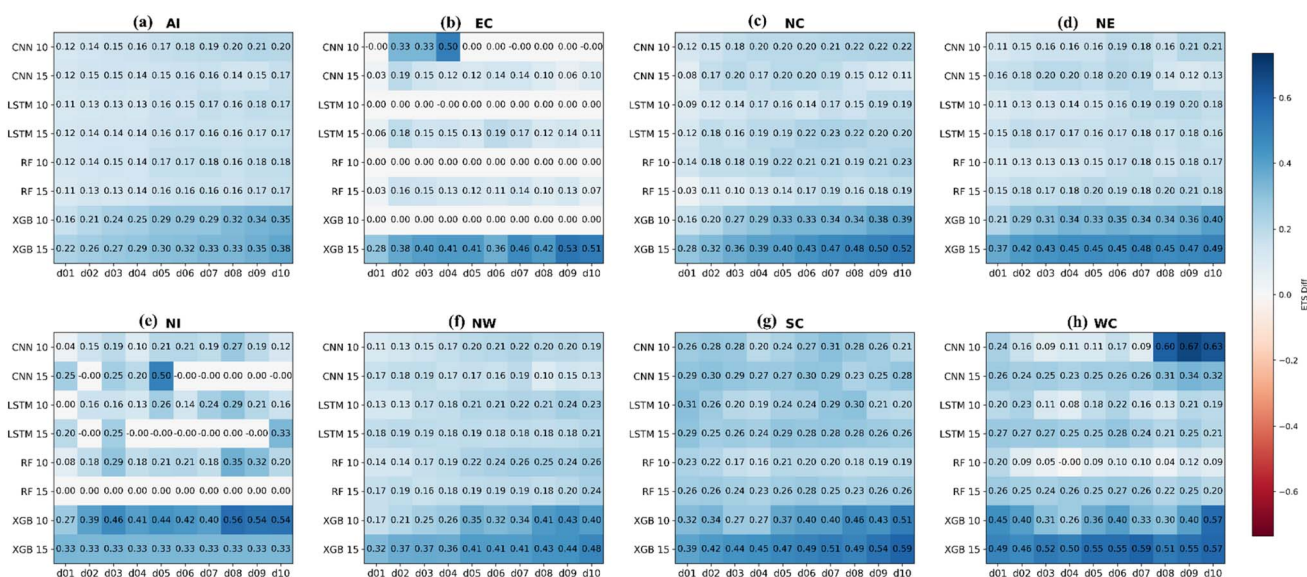 (a) AI
(b) EC
(c) NC
(d) NE
CNN 10 0.12 0.14 0.15 0.16 0.17 0.18 0.19 0.20 0.21 0.20
CNN 15 0.12 0.15 0.15 0.15 0.15 0.16 0.16 0.14 0.15 0.17
LSTM 10 0.11 0.13 0.13 0.13 0.16 0.15 0.17 0.16 0.18 0.17
LSTM 15 0.12 0.14 0.14 0.14 0.16 0.17 0.16 0.16 0.17 0.17
RF 10 0.12 0.14 0.15 0.14 0.17 0.17 0.18 0.16 0.18 0.18
RF 15 0.11 0.13 0.13 0.14 0.14 0.16 0.16 0.16 0.17 0.17
XGB 10 0.16 0.21 0.24 0.25 0.29 0.29 0.29 0.32 0.34 0.35
XGB 15 0.22 0.26 0.27 0.29 0.30 0.32 0.33 0.33 0.35 0.38
d01 d02 d03 d04 d05 d06 d07 d08 d09 d10
CNN 10 -0.00 0.33 0.33 0.50 0.00 0.00 -0.00 0.00 0.00 -0.00
CNN 15 0.03 0.19 0.15 0.12 0.12 0.14 0.14 0.10 0.06 0.10
LSTM 10 0.00 0.00 0.00 -0.00 0.00 0.00 0.00 0.00 0.00 0.00
LSTM 15 0.06 0.18 0.15 0.15 0.13 0.19 0.17 0.12 0.14 0.11
RF 10 0.00 0.00 0.00 0.00 0.00 0.00 0.00 0.00 0.00 0.00
RF 15 0.03 0.16 0.15 0.13 0.12 0.11 0.14 0.10 0.13 0.07
XGB 10 0.00 0.00 0.00 0.00 0.00 0.00 0.00 0.00 0.00 0.00
XGB 15 0.28 0.38 0.40 0.41 0.41 0.36 0.46 0.42 0.53 0.51
d01 d02 d03 d04 d05 d06 d07 d08 d09 d10
CNN 10 0.12 0.15 0.18 0.20 0.20 0.20 0.21 0.22 0.22 0.22
CNN 15 0.08 0.17 0.20 0.17 0.19 0.17 0.19 0.15 0.12 0.11
LSTM 10 0.09 0.12 0.14 0.17 0.16 0.14 0.17 0.15 0.19 0.19
LSTM 15 0.12 0.18 0.16 0.19 0.19 0.22 0.23 0.22 0.20 0.20
RF 10 0.14 0.18 0.18 0.19 0.22 0.21 0.21 0.19 0.21 0.23
RF 15 0.03 0.11 0.10 0.13 0.14 0.17 0.19 0.16 0.18 0.19
XGB 10 0.16 0.20 0.27 0.29 0.33 0.33 0.34 0.34 0.38 0.39
XGB 15 0.28 0.32 0.36 0.39 0.40 0.43 0.47 0.48 0.50 0.52
d01 d02 d03 d04 d05 d06 d07 d08 d09 d10
CNN 10 0.11 0.15 0.16 0.16 0.16 0.19 0.18 0.16 0.21 0.21
CNN 15 0.16 0.18 0.20 0.20 0.18 0.20 0.19 0.14 0.12 0.13
LSTM 10 0.11 0.13 0.13 0.14 0.15 0.16 0.19 0.19 0.20 0.18
LSTM 15 0.15 0.18 0.17 0.17 0.16 0.18 0.17 0.18 0.17 0.16
RF 10 0.11 0.13 0.13 0.13 0.15 0.17 0.18 0.15 0.18 0.17
RF 15 0.15 0.18 0.17 0.18 0.20 0.19 0.18 0.20 0.21 0.18
XGB 10 0.21 0.29 0.31 0.34 0.33 0.35 0.34 0.34 0.36 0.40
XGB 15 0.37 0.42 0.43 0.45 0.45 0.45 0.48 0.45 0.47 0.49
d01 d02 d03 d04 d05 d06 d07 d08 d09 d10
(e) NI
(f) NW
(g) SC
(h) WC
CNN 10 0.04 0.15 0.19 0.10 0.21 0.21 0.19 0.27 0.19 0.12
CNN 15 0.25 -0.00 0.25 0.20 0.50 -0.00 -0.00 -0.00 -0.00 -0.00
LSTM 10 0.00 0.16 0.16 0.13 0.26 0.14 0.24 0.29 0.21 0.16
LSTM 15 0.20 -0.00 0.25 -0.00 -0.00 -0.00 -0.00 0.00 -0.00 0.33
RF 10 0.08 0.18 0.29 0.18 0.21 0.21 0.18 0.35 0.32 0.20
RF 15 0.00 0.00 0.00 0.00 0.00 0.00 0.00 0.00 0.00 0.00
XGB 10 0.27 0.39 0.46 0.41 0.44 0.42 0.40 0.56 0.54 0.54
XGB 15 0.33 0.33 0.33 0.33 0.33 0.33 0.33 0.33 0.33 0.33
d01 d02 d03 d04 d05 d06 d07 d08 d09 d10
CNN 10 0.11 0.13 0.15 0.17 0.20 0.21 0.22 0.20 0.20 0.19
CNN 15 0.17 0.18 0.19 0.17 0.17 0.16 0.19 0.10 0.15 0.13
LSTM 10 0.13 0.13 0.17 0.18 0.21 0.21 0.22 0.21 0.24 0.23
LSTM 15 0.18 0.19 0.19 0.18 0.19 0.18 0.18 0.18 0.18 0.21
RF 10 0.14 0.14 0.17 0.19 0.22 0.24 0.26 0.25 0.24 0.26
RF 15 0.17 0.19 0.16 0.18 0.19 0.19 0.19 0.18 0.20 0.24
XGB 10 0.17 0.21 0.25 0.26 0.35 0.32 0.34 0.41 0.43 0.40
XGB 15 0.32 0.37 0.37 0.36 0.41 0.41 0.41 0.43 0.44 0.48
d01 d02 d03 d04 d05 d06 d07 d08 d09 d10
CNN 10 0.26 0.28 0.28 0.20 0.24 0.27 0.31 0.28 0.26 0.21
CNN 15 0.29 0.30 0.29 0.27 0.27 0.28 0.29 0.23 0.25 0.28
LSTM 10 0.31 0.26 0.20 0.19 0.24 0.24 0.29 0.30 0.21 0.20
LSTM 15 0.29 0.25 0.26 0.24 0.29 0.28 0.28 0.28 0.28 0.26
RF 10 0.23 0.22 0.17 0.16 0.21 0.20 0.20 0.18 0.19 0.19
RF 15 0.26 0.26 0.24 0.23 0.26 0.28 0.25 0.23 0.26 0.26
XGB 10 0.32 0.34 0.27 0.27 0.37 0.40 0.40 0.46 0.43 0.51
XGB 15 0.39 0.42 0.44 0.45 0.47 0.49 0.51 0.49 0.54 0.59
d01 d02 d03 d04 d05 d06 d07 d08 d09 d10
CNN 10 0.24 0.16 0.09 0.11 0.11 0.17 0.09 0.60 0.67 0.63
CNN 15 0.26 0.24 0.25 0.23 0.25 0.26 0.26 0.31 0.34 0.32
LSTM 10 0.20 0.23 0.11 0.08 0.18 0.22 0.16 0.13 0.21 0.19
LSTM 15 0.27 0.27 0.27 0.25 0.25 0.28 0.24 0.21 0.25 0.21
RF 10 0.20 0.09 0.05 -0.00 0.09 0.10 0.10 0.04 0.12 0.09
RF 15 0.26 0.25 0.24 0.27 0.26 0.27 0.26 0.22 0.25 0.20
XGB 10 0.45 0.40 0.31 0.26 0.36 0.40 0.33 0.30 0.40 0.57
XGB 15 0.49 0.46 0.52 0.50 0.55 0.55 0.59 0.51 0.55 0.57
d01 d02 d03 d04 d05 d06 d07 d08 d09 d10
0.6
0.4
0.2
0.0
−0.2
−0.4
−0.6
ETS Diff